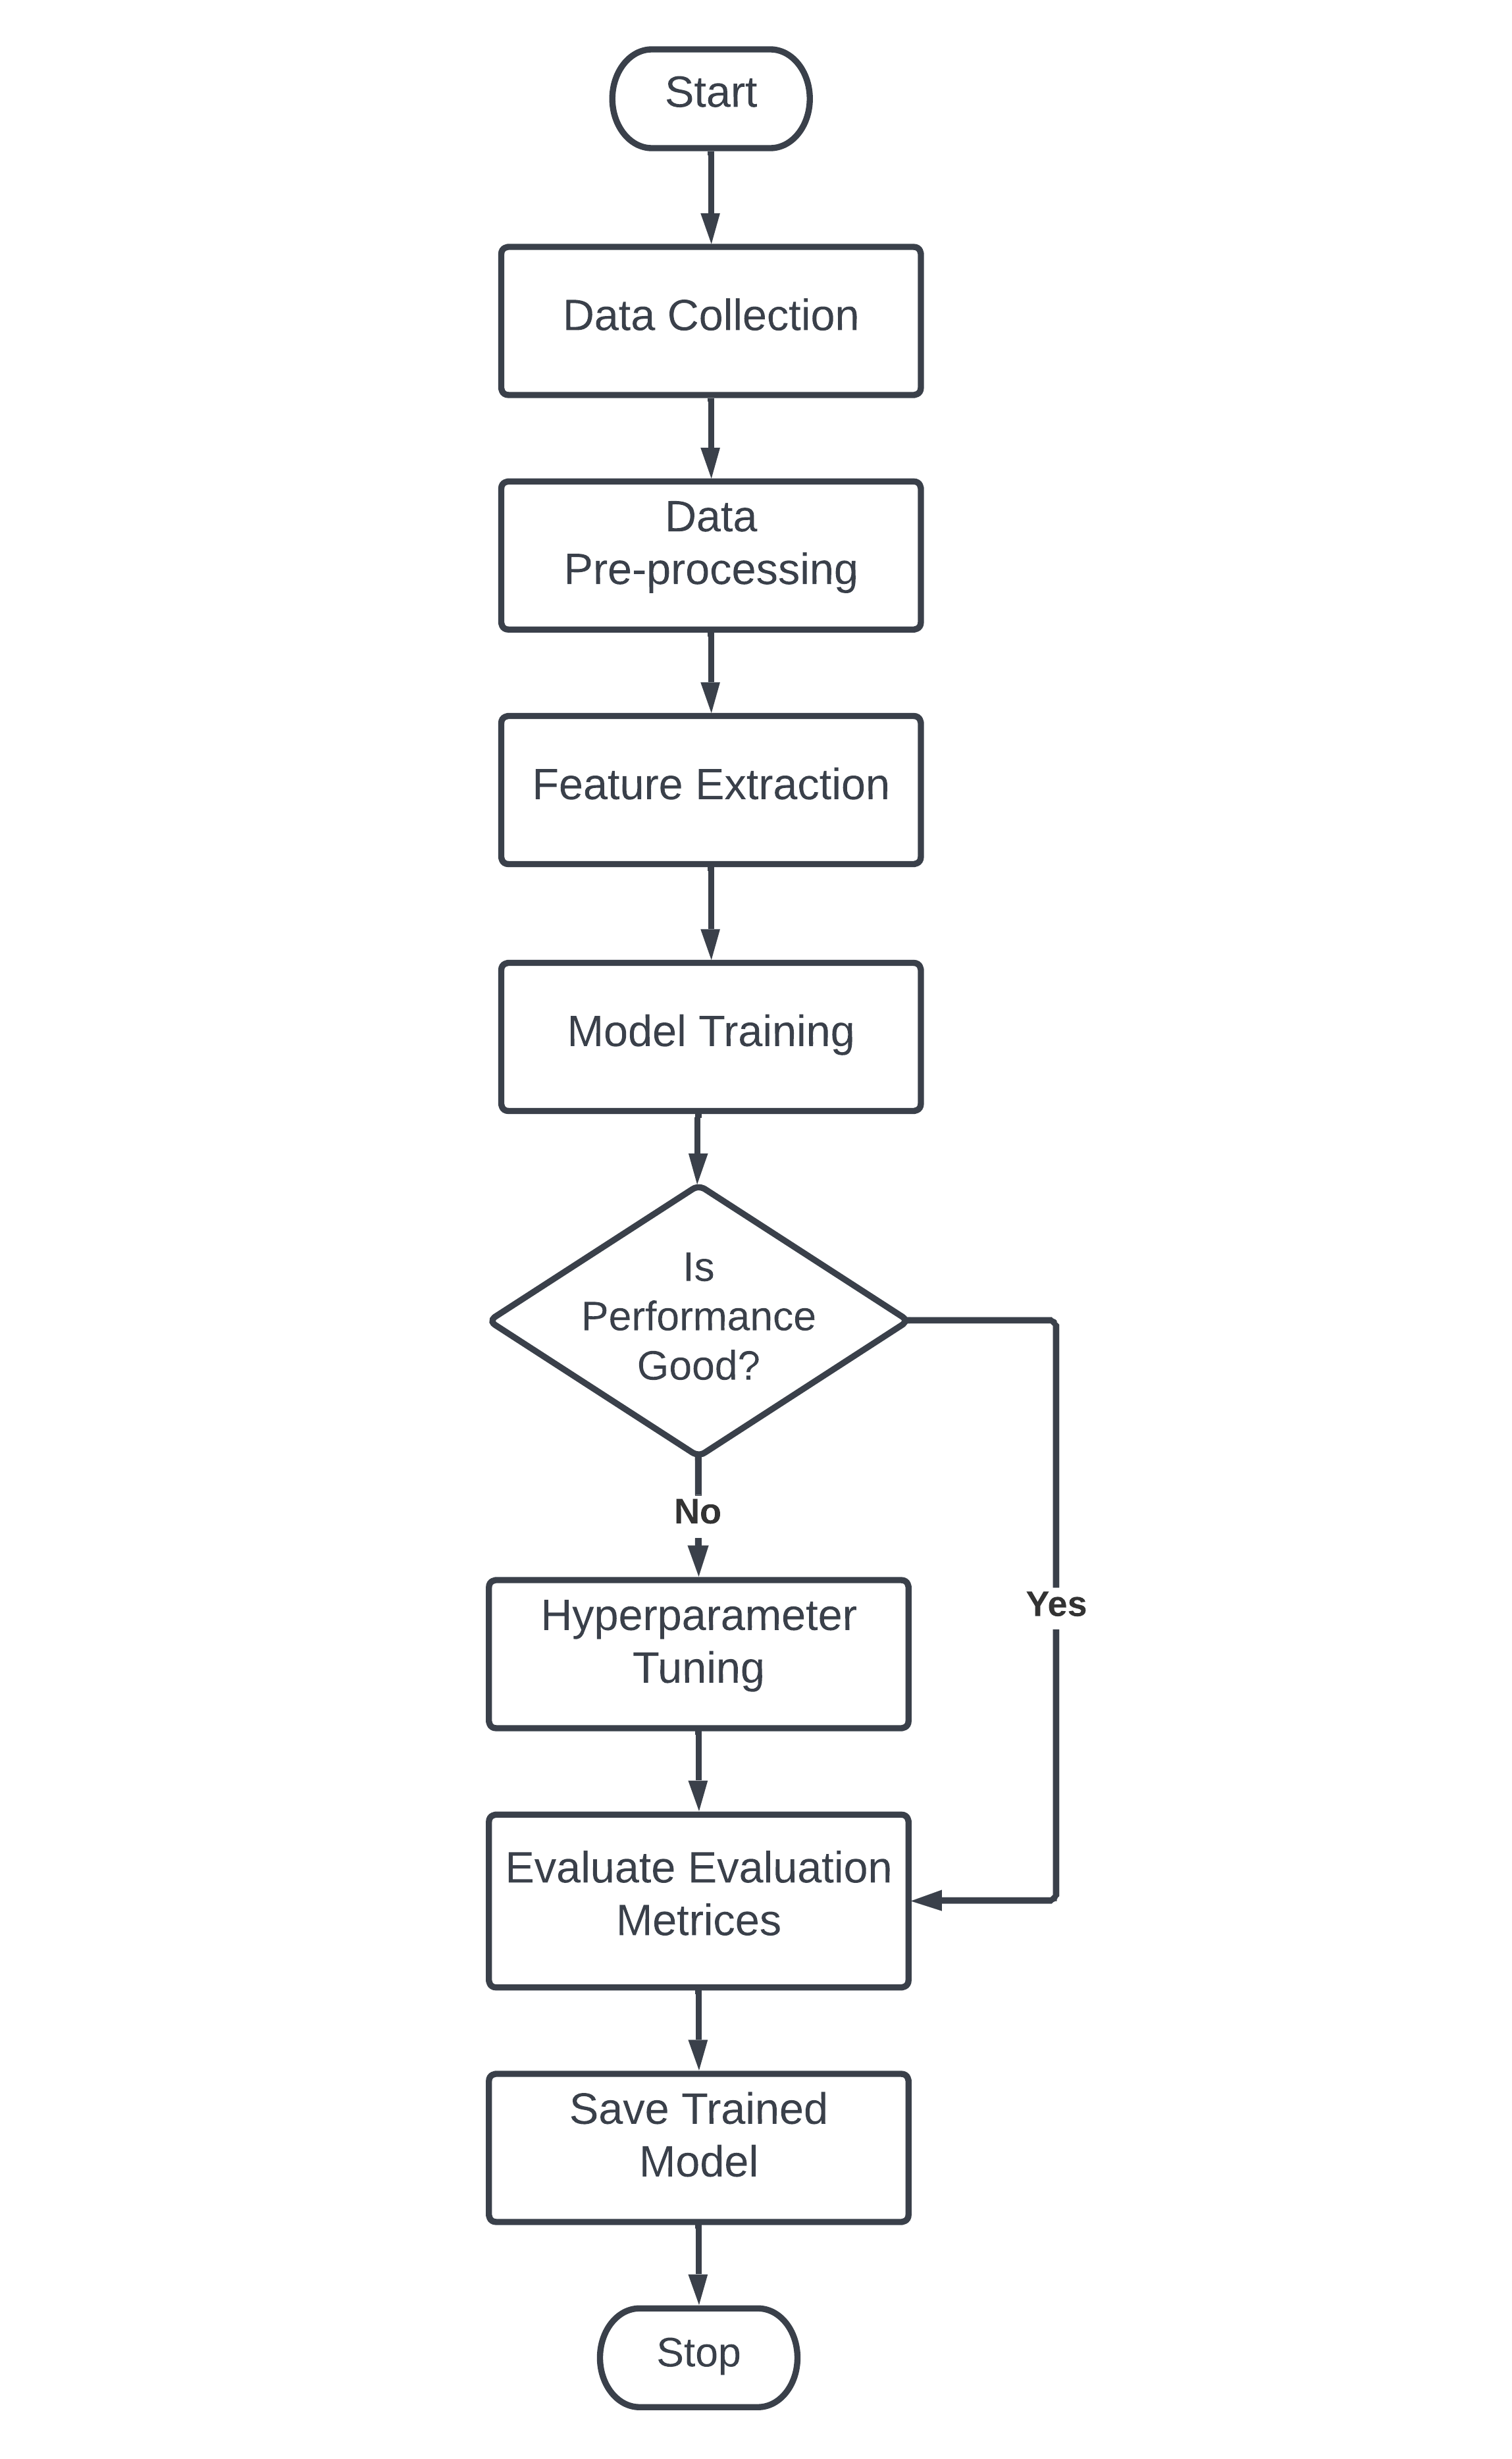 Start
Data Collection
Data
Pre-processing
Feature Extraction
Model Training
Is
Performance
Good?
No
Hyperparameter
Tuning
Yes
Evaluate Evaluation
Metrices
Save Trained
Model
Stop